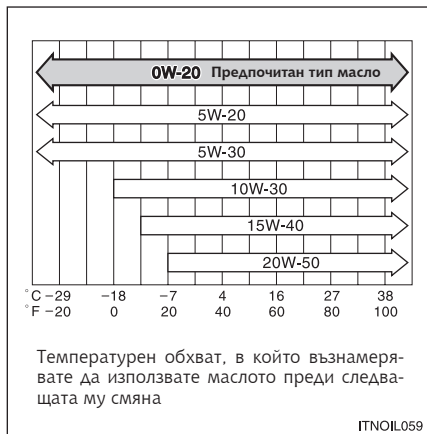 0W-20 Предпочитан тип масло
5W-20
5W-30
10W-30
15W-40
20W-50
°C -29 -18 -7 4 16 27 38
°F -20 0 20 40 60 80 100
Температурен обхват, в който възнамеря-
вате да използвате маслото преди следва-
щата му смяна
ITNOIL059